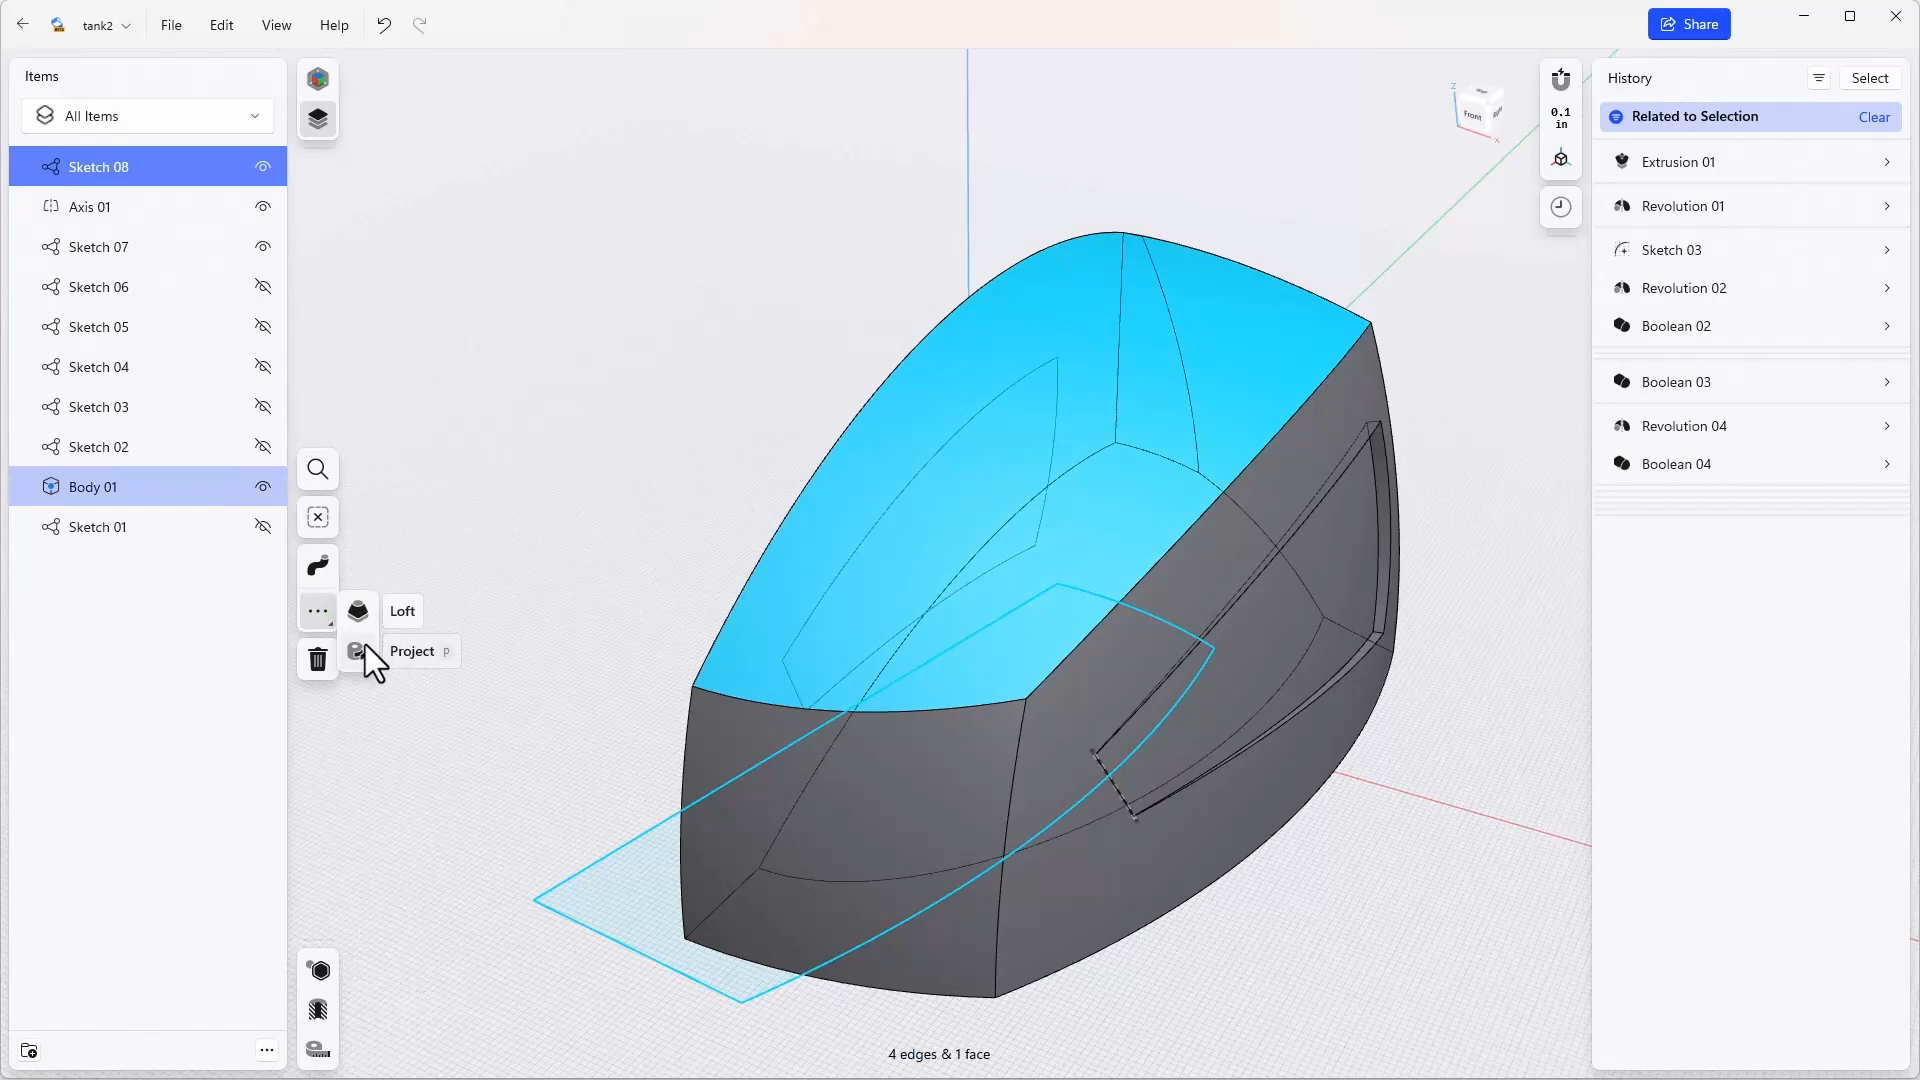 tank2
File
Edit
View
Help
Share
Items
All Items
Sketch 08
Axis 01
Sketch 07
Sketch 06
Sketch 05
Sketch 04
Sketch 03
Sketch 02
Body 01
Sketch 01
Loft
Project p
4 edges & 1 face
Z
Front
X
0.1
in
History
Select
Related to Selection
Clear
Extrusion 01
Revolution 01
Sketch 03
Revolution 02
Boolean 02
Boolean 03
Revolution 04
Boolean 04